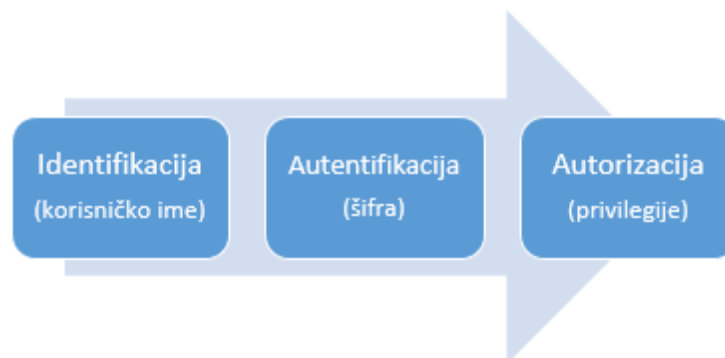 Identifikacija
(korisničko ime)
Autentifikacija
(šifra)
Autorizacija
(privilegije)